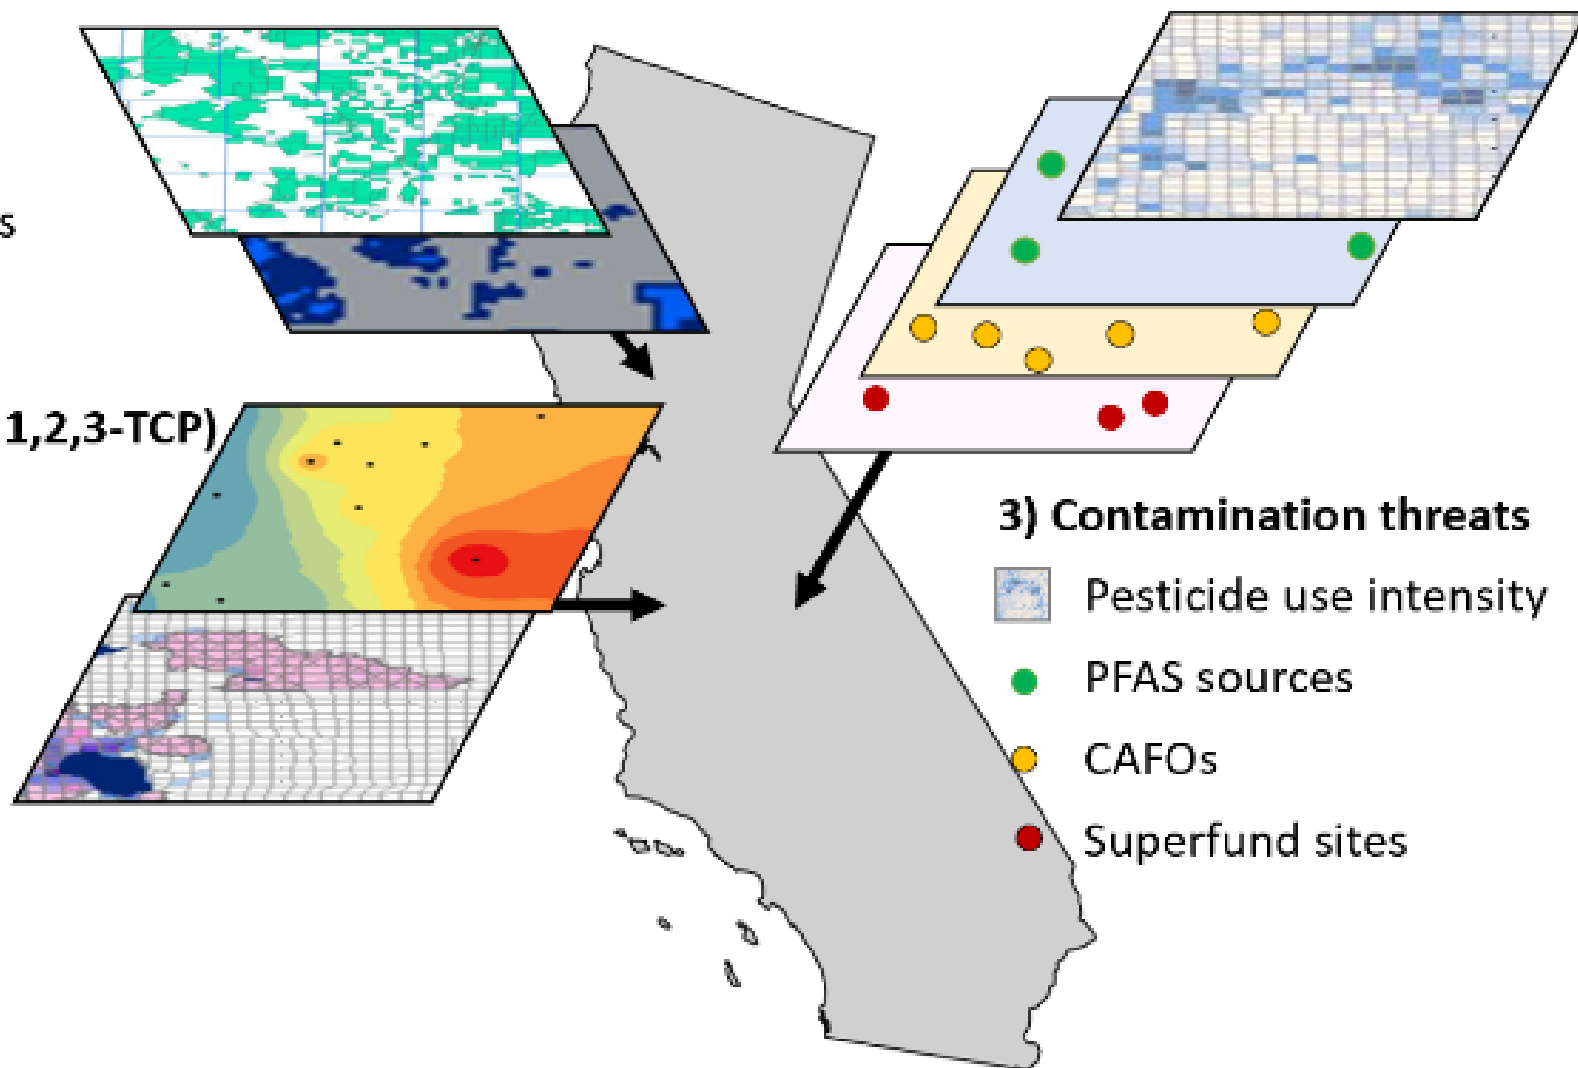 s
1,2,3-TCP)
3) Contamination threats
Pesticide use intensity
PFAS sources
CAFOs
Superfund sites